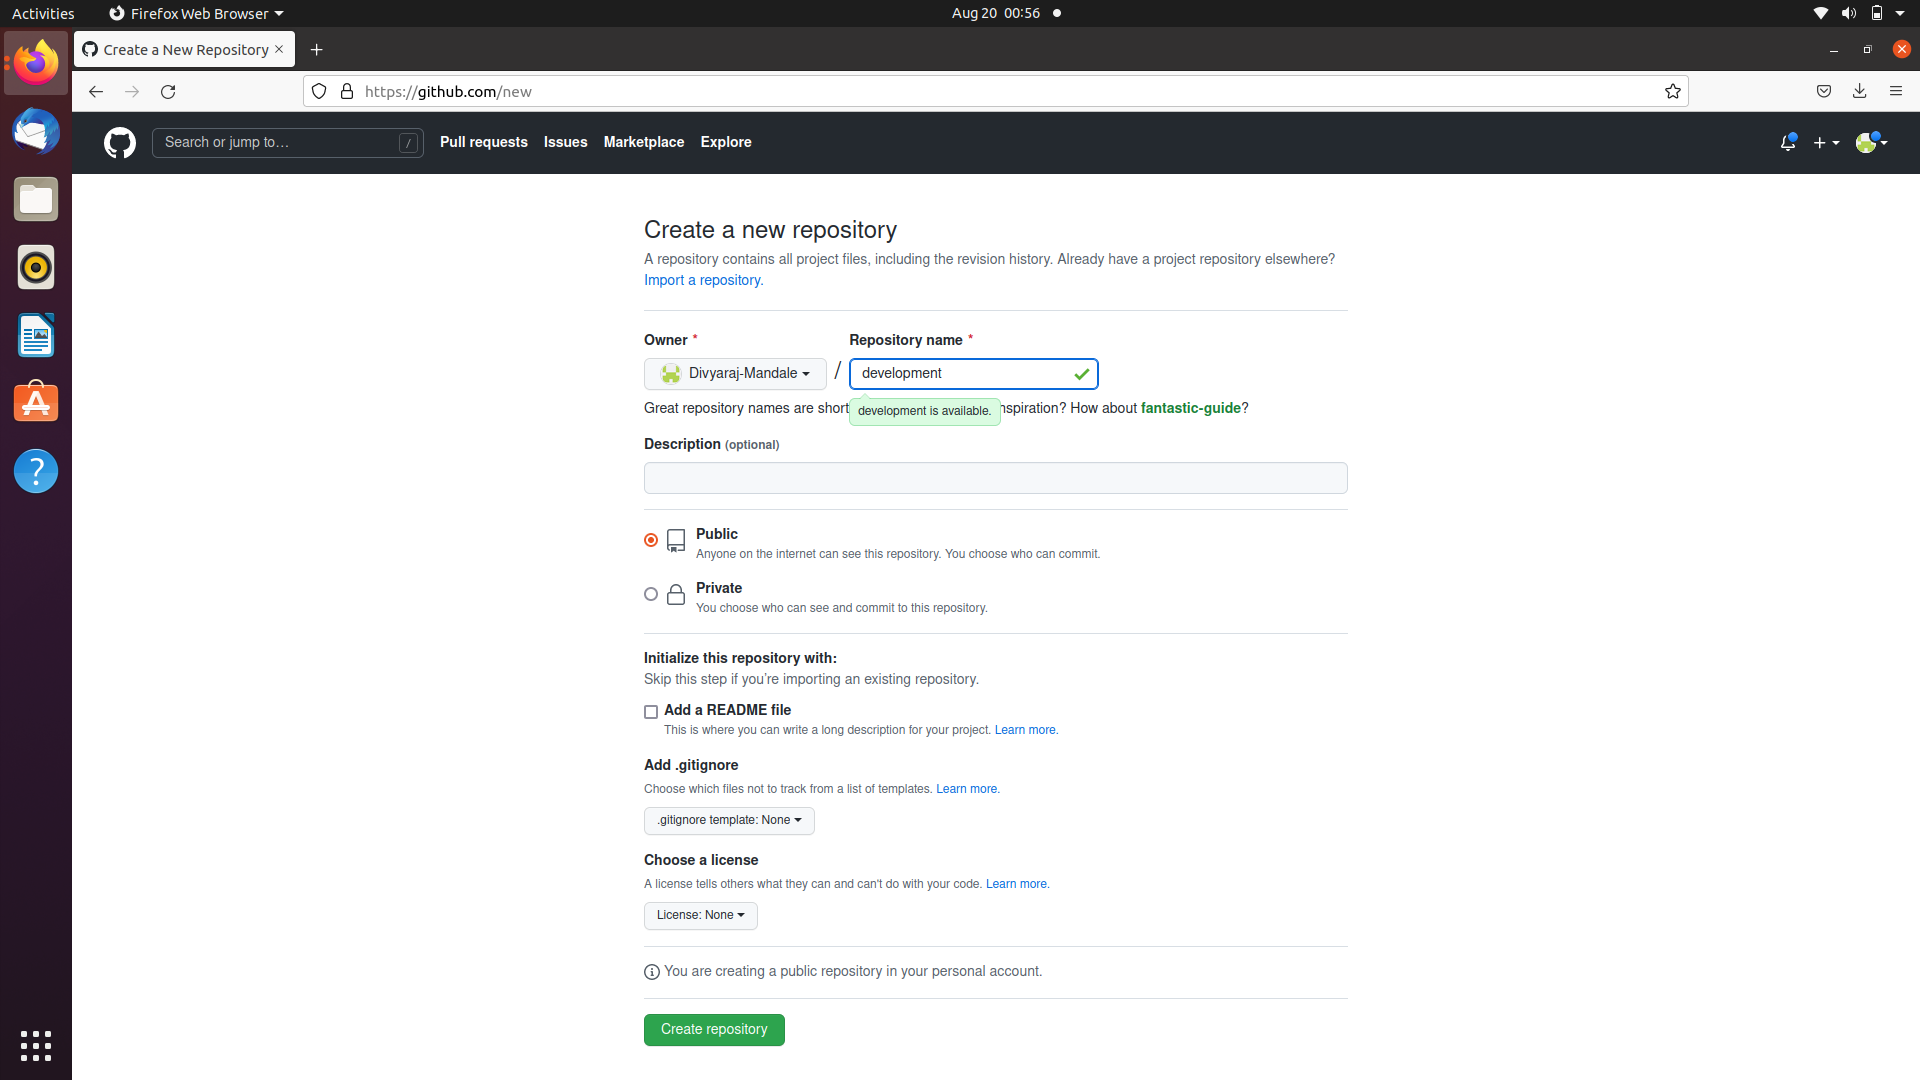 Activities
Firefox Web Browser
Aug 20 00:56
Create a New Repository
https://github.com/new
Search or jump to…
/
Pull requests
Issues
Marketplace
Explore
Create a new repository
A repository contains all project files, including the revision history. Already have a project repository elsewhere?
Import a repository.
Owner *
Repository name *
Divyaraj-Mandale
/
development
Great repository names are short
development is available.
nspiration? How about fantastic-guide?
Description (optional)
Public
Anyone on the internet can see this repository. You choose who can commit.
Private
You choose who can see and commit to this repository.
Initialize this repository with:
Skip this step if you’re importing an existing repository.
Add a README file
This is where you can write a long description for your project. Learn more.
Add .gitignore
Choose which files not to track from a list of templates. Learn more.
.gitignore template: None
Choose a license
A license tells others what they can and can't do with your code. Learn more.
License: None
You are creating a public repository in your personal account.
Create repository